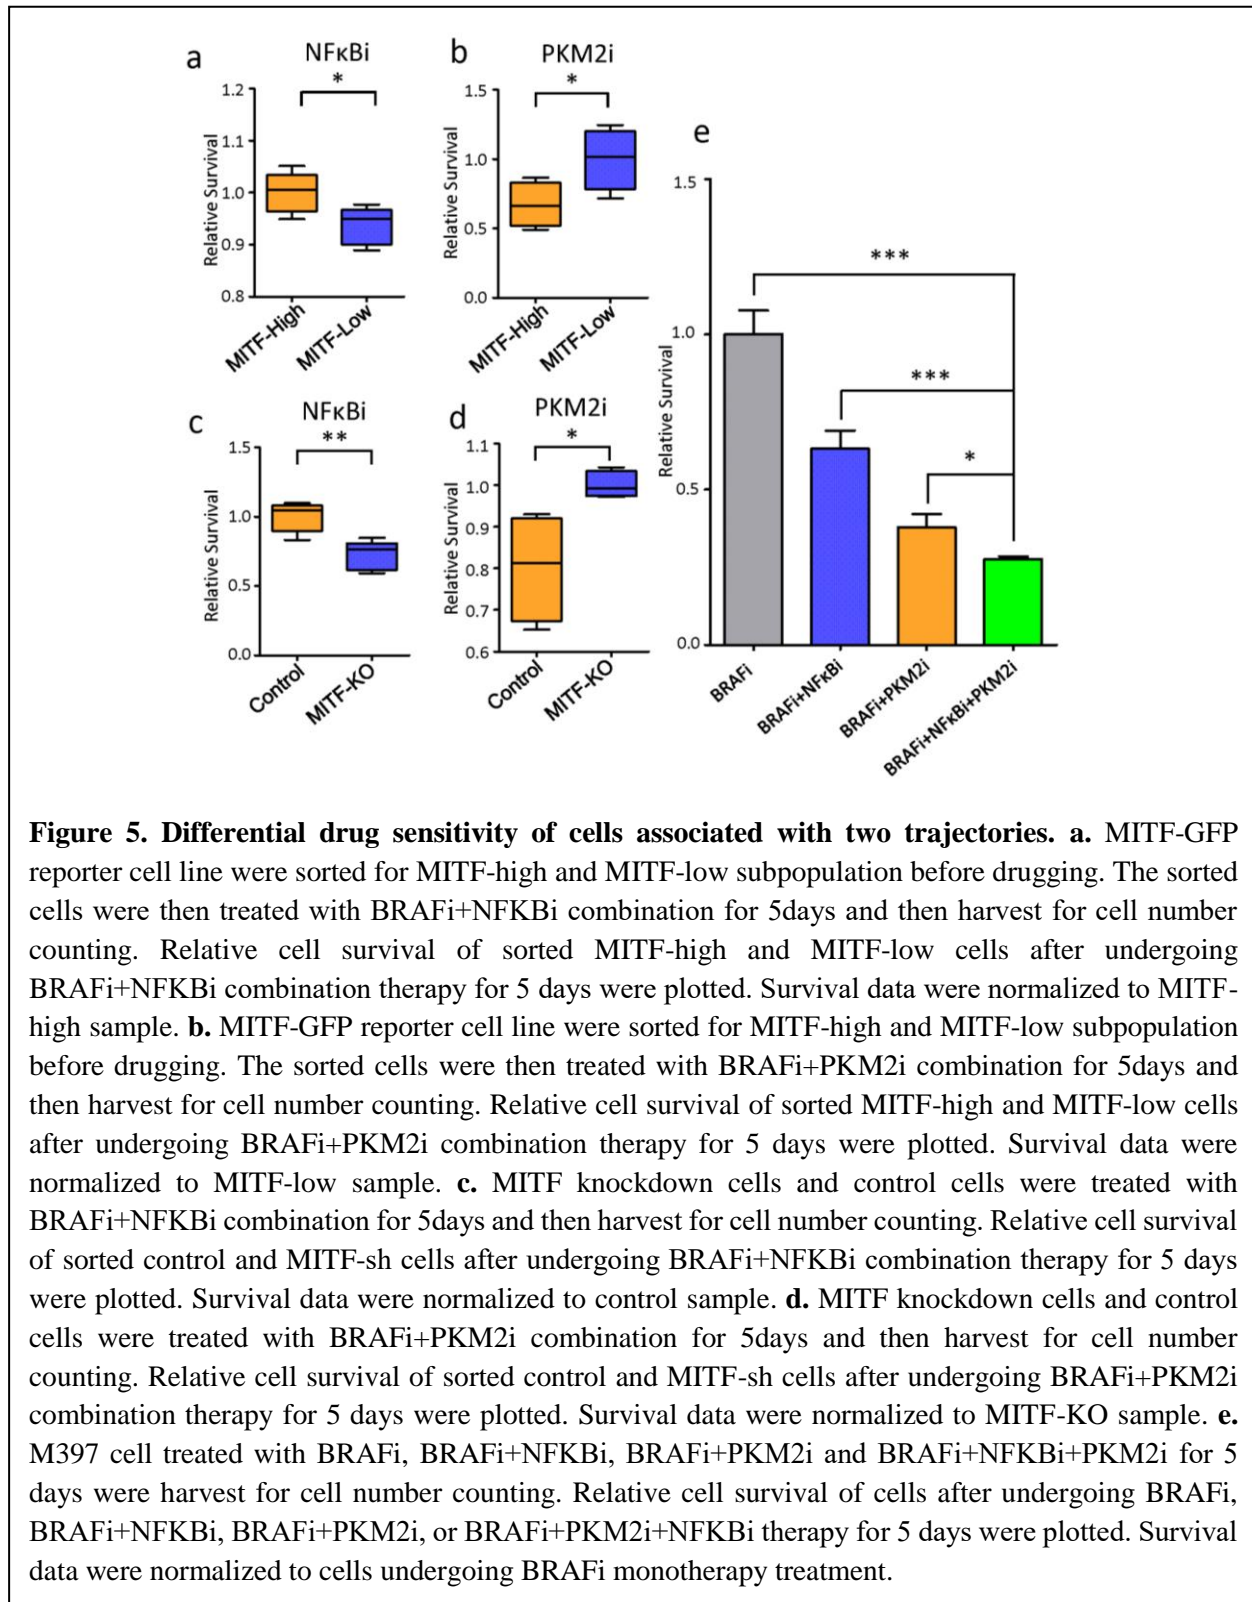 a
NFκBi
*
1.2
1.1
1.0
0.9
0.8
Relative Survival
MITF-High
MITF-Low
b
PKM2i
*
1.5
1.0
0.5
0.0
Relative Survival
MITF-High
MITF-Low
c
NFκBi
**
1.5
1.0
0.5
0.0
Relative Survival
Control
MITF-KO
d
PKM2i
*
1.1
1.0
0.9
0.8
0.7
0.6
Relative Survival
Control
MITF-KO
e
1.5
1.0
0.5
0.0
Relative Survival
***
***
*
BRAFi
BRAFi+NFκBi
BRAFi+PKM2i
BRAFi+NFκBi+PKM2i
Figure 5. Differential drug sensitivity of cells associated with two trajectories. a. MITF-GFP
reporter cell line were sorted for MITF-high and MITF-low subpopulation before drugging. The sorted
cells were then treated with BRAFi+NFKBi combination for 5days and then harvest for cell number
counting. Relative cell survival of sorted MITF-high and MITF-low cells after undergoing
BRAFi+NFKBi combination therapy for 5 days were plotted. Survival data were normalized to MITF-
high sample. b. MITF-GFP reporter cell line were sorted for MITF-high and MITF-low subpopulation
before drugging. The sorted cells were then treated with BRAFi+PKM2i combination for 5days and
then harvest for cell number counting. Relative cell survival of sorted MITF-high and MITF-low cells
after undergoing BRAFi+PKM2i combination therapy for 5 days were plotted. Survival data were
normalized to MITF-low sample. c. MITF knockdown cells and control cells were treated with
BRAFi+NFKBi combination for 5days and then harvest for cell number counting. Relative cell survival
of sorted control and MITF-sh cells after undergoing BRAFi+NFKBi combination therapy for 5 days
were plotted. Survival data were normalized to control sample. d. MITF knockdown cells and control
cells were treated with BRAFi+PKM2i combination for 5days and then harvest for cell number
counting. Relative cell survival of sorted control and MITF-sh cells after undergoing BRAFi+PKM2i
combination therapy for 5 days were plotted. Survival data were normalized to MITF-KO sample. e.
M397 cell treated with BRAFi, BRAFi+NFKBi, BRAFi+PKM2i and BRAFi+NFKBi+PKM2i for 5
days were harvest for cell number counting. Relative cell survival of cells after undergoing BRAFi,
BRAFi+NFKBi, BRAFi+PKM2i, or BRAFi+PKM2i+NFKBi therapy for 5 days were plotted. Survival
data were normalized to cells undergoing BRAFi monotherapy treatment.